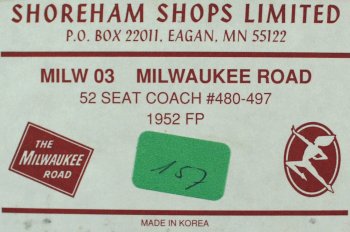 SHOREHAM SHOPS LIMITED
P.O. BOX 22011, EAGAN, MN 55122
MILW 03 MILWAUKEE ROAD
52 SEAT COACH #480-497
1952 FP
THE
MILWAUKEE
ROAD
157
MADE IN KOREA